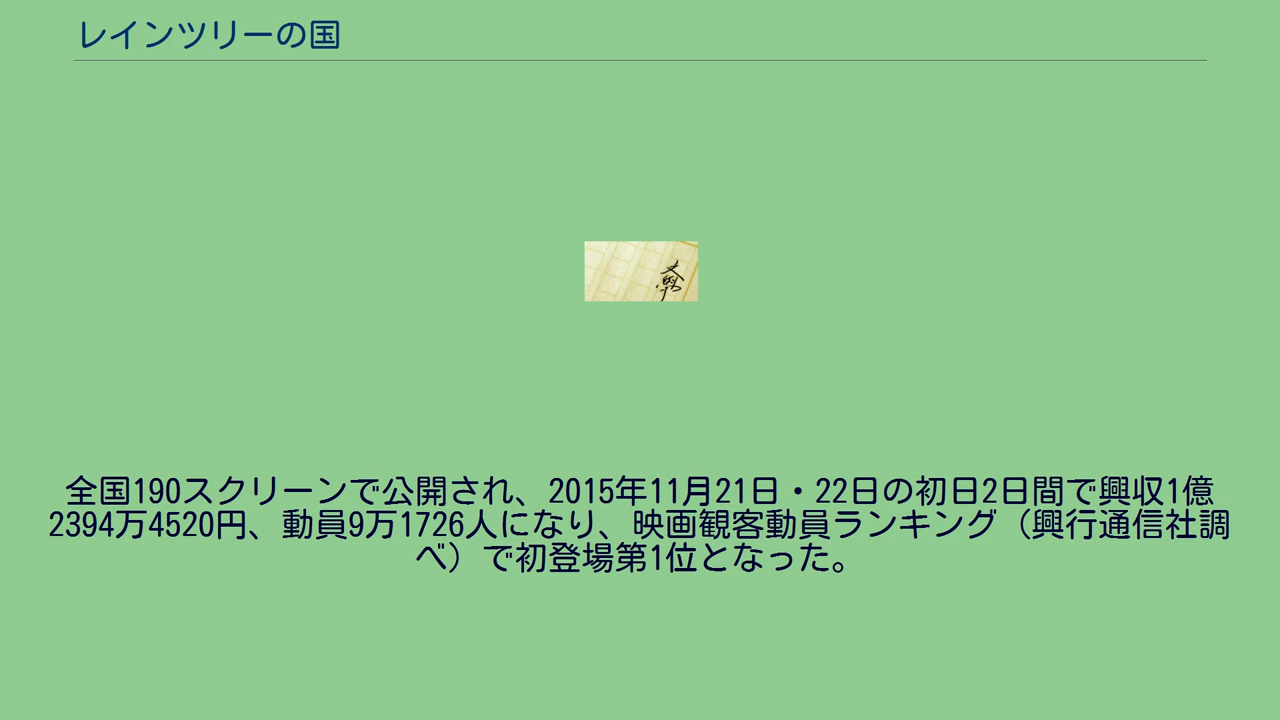 レインツリーの国
全国190スクリーンで公開され、2015年11月21日・22日の初日2日間で興収1億
2394万4520円、動員9万1726人になり、映画観客動員ランキング（興行通信社調
べ）で初登場第1位となった。